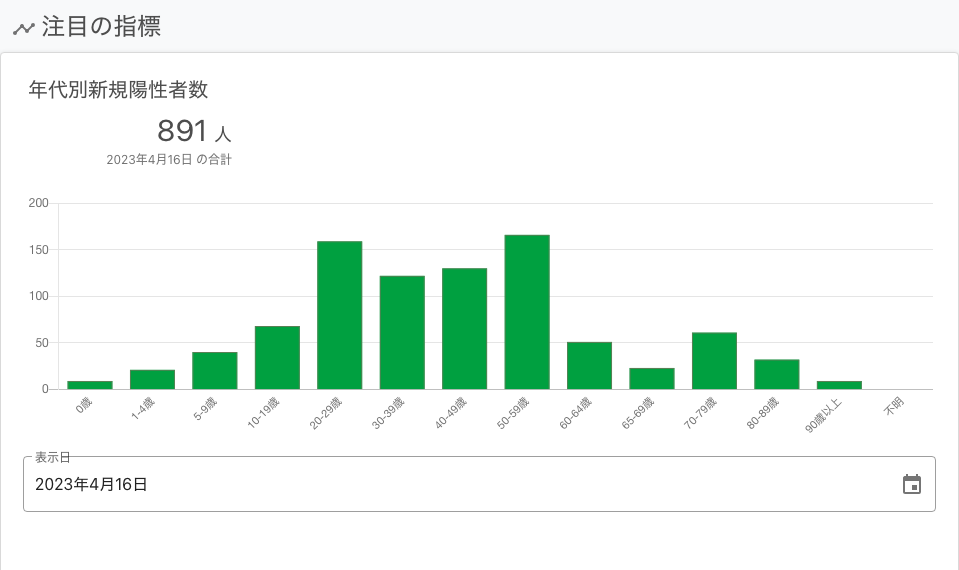 注目の指標
年代別新規陽性者数
891 人
2023年4月16日 の合計
200
150
100
50
0
0歳
1-4歳
5-9歳
10-19歳
20-29歳
30-39歳
40-49歳
50-59歳
60-64歳
65-69歳
70-79歳
80-89歳
90歳以上
不明
表示日
2023年4月16日